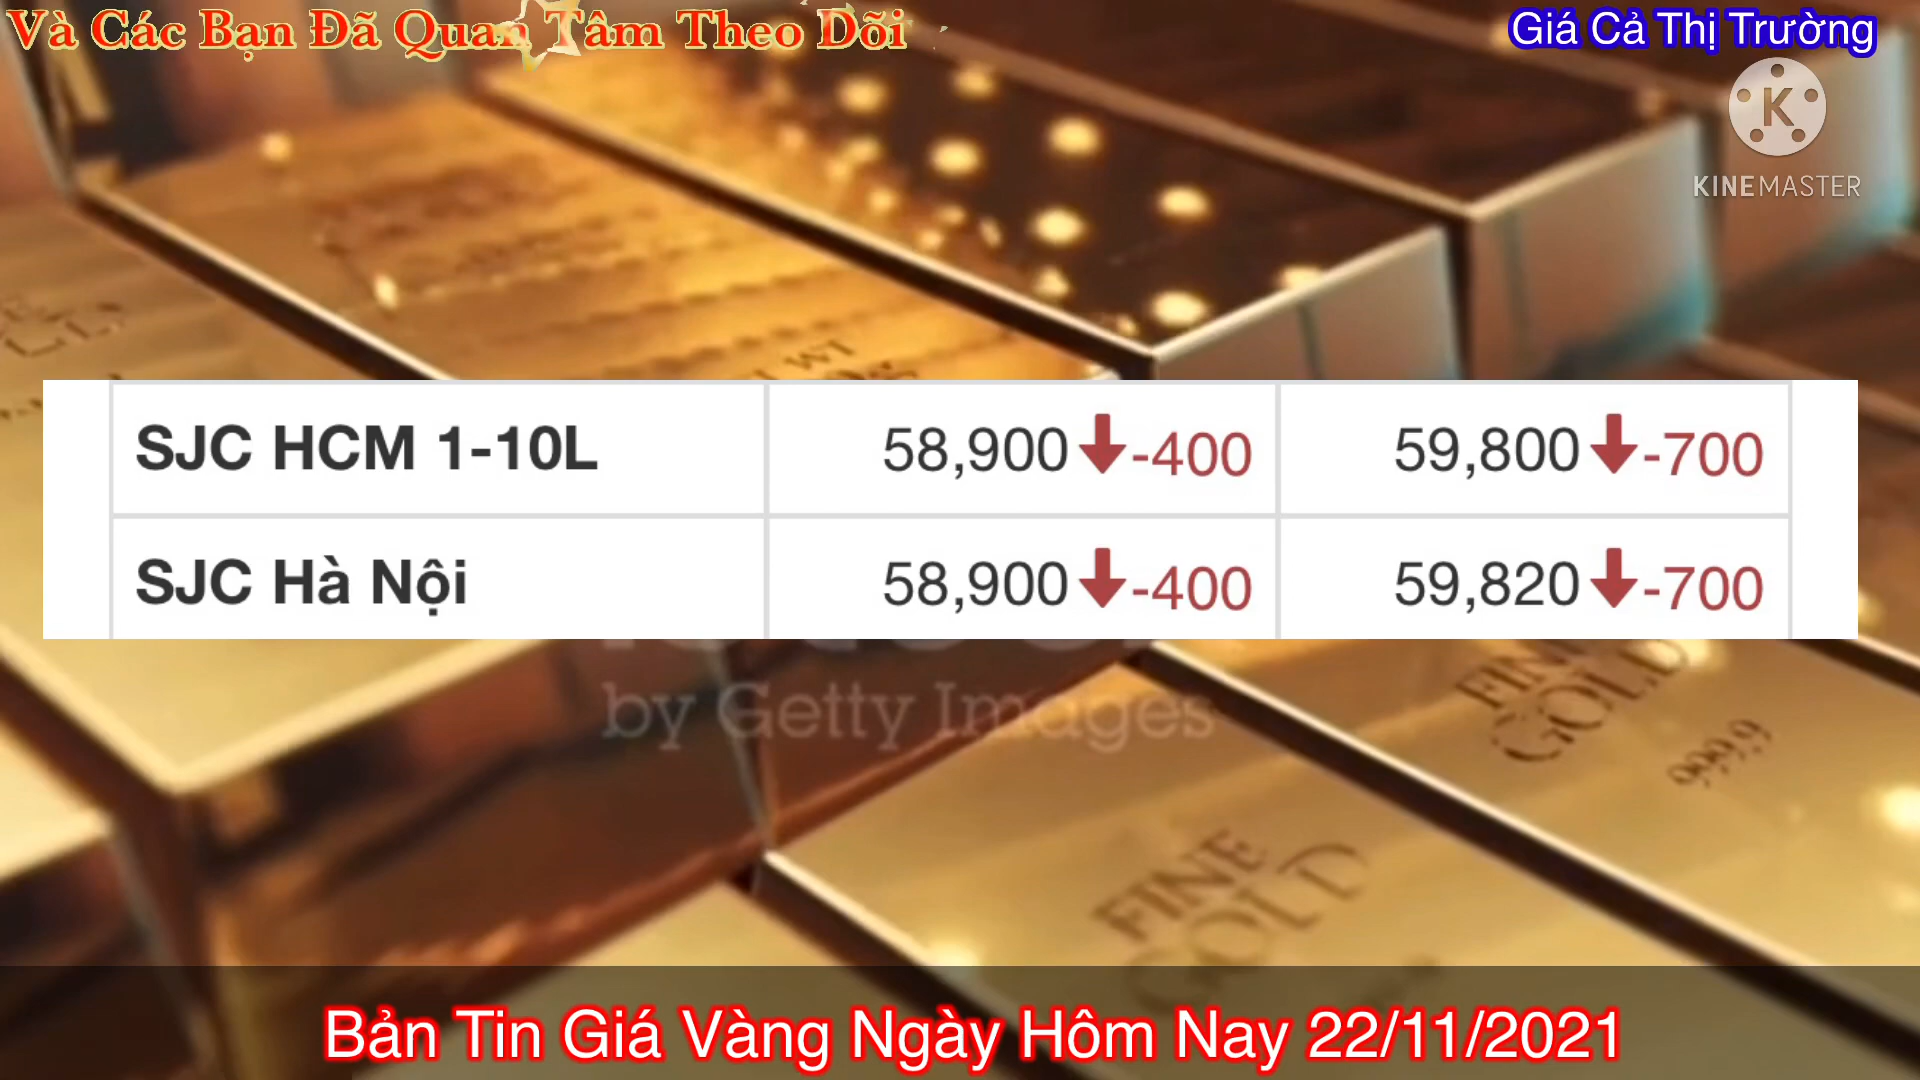 Và Các Bạn Đã Quan Tâm Theo Dõi
Giá Cả Thị Trường
K
KINEMASTER
SJC HCM 1-10L 58,900 -400 59,800 -700
SJC Hà Nội 58,900 -400 59,820 -700
by Getty Images
FINE
GOLD
999.9
FINE
GOLD
Bản Tin Giá Vàng Ngày Hôm Nay 22/11/2021